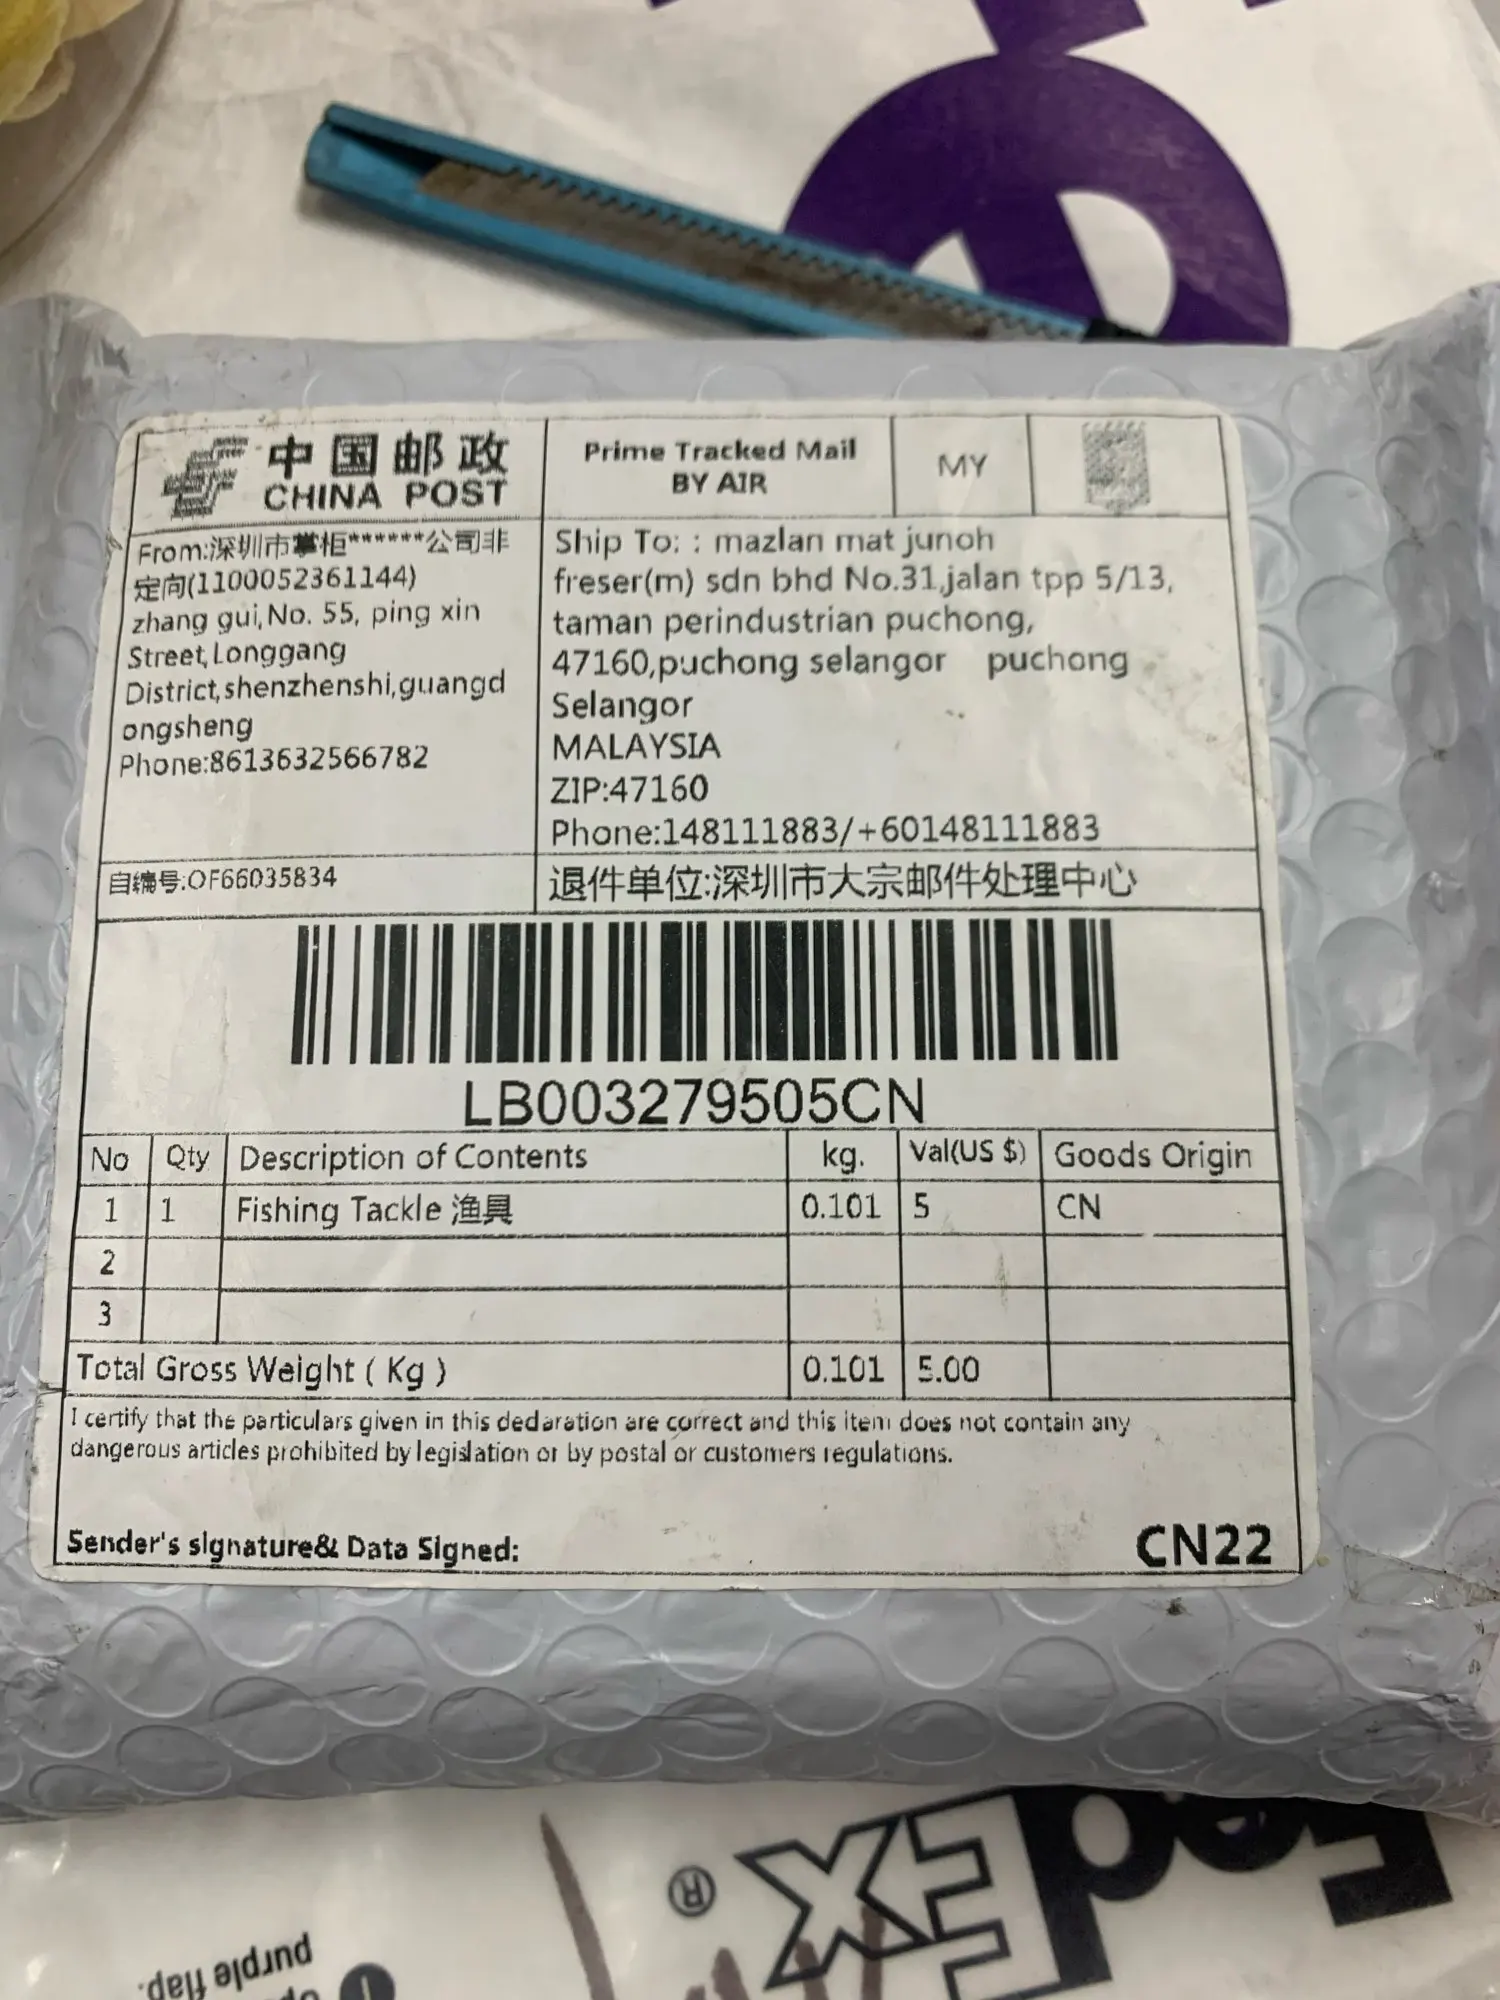 中国邮政
CHINA POST
Prime Tracked Mail
BY AIR
MY
From:深圳市掌柜******公司非
定向(1100052361144)
zhang gui,No. 55, ping xin
Street,Longgang
District,shenzhenshi,guangd
ongsheng
Phone:8613632566782
Ship To: : mazlan mat junoh
freser(m) sdn bhd No.31,jalan tpp 5/13,
taman perindustrian puchong,
47160,puchong selangor puchong
Selangor
MALAYSIA
ZIP:47160
Phone:148111883/+60148111883
自编号:OF66035834
退件单位:深圳市大宗邮件处理中心
LB003279505CN
No Qty Description of Contents kg. Val(US $) Goods Origin
1 1 Fishing Tackle 渔具 0.101 5 CN
2
3
Total Gross Weight ( Kg ) 0.101 5.00
I certify that the particulars given in this declaration are correct and this item does not contain any
dangerous articles prohibited by legislation or by postal or customers regulations.
Sender's signature& Data Signed:
CN22
FedEx®
1
purple flap.